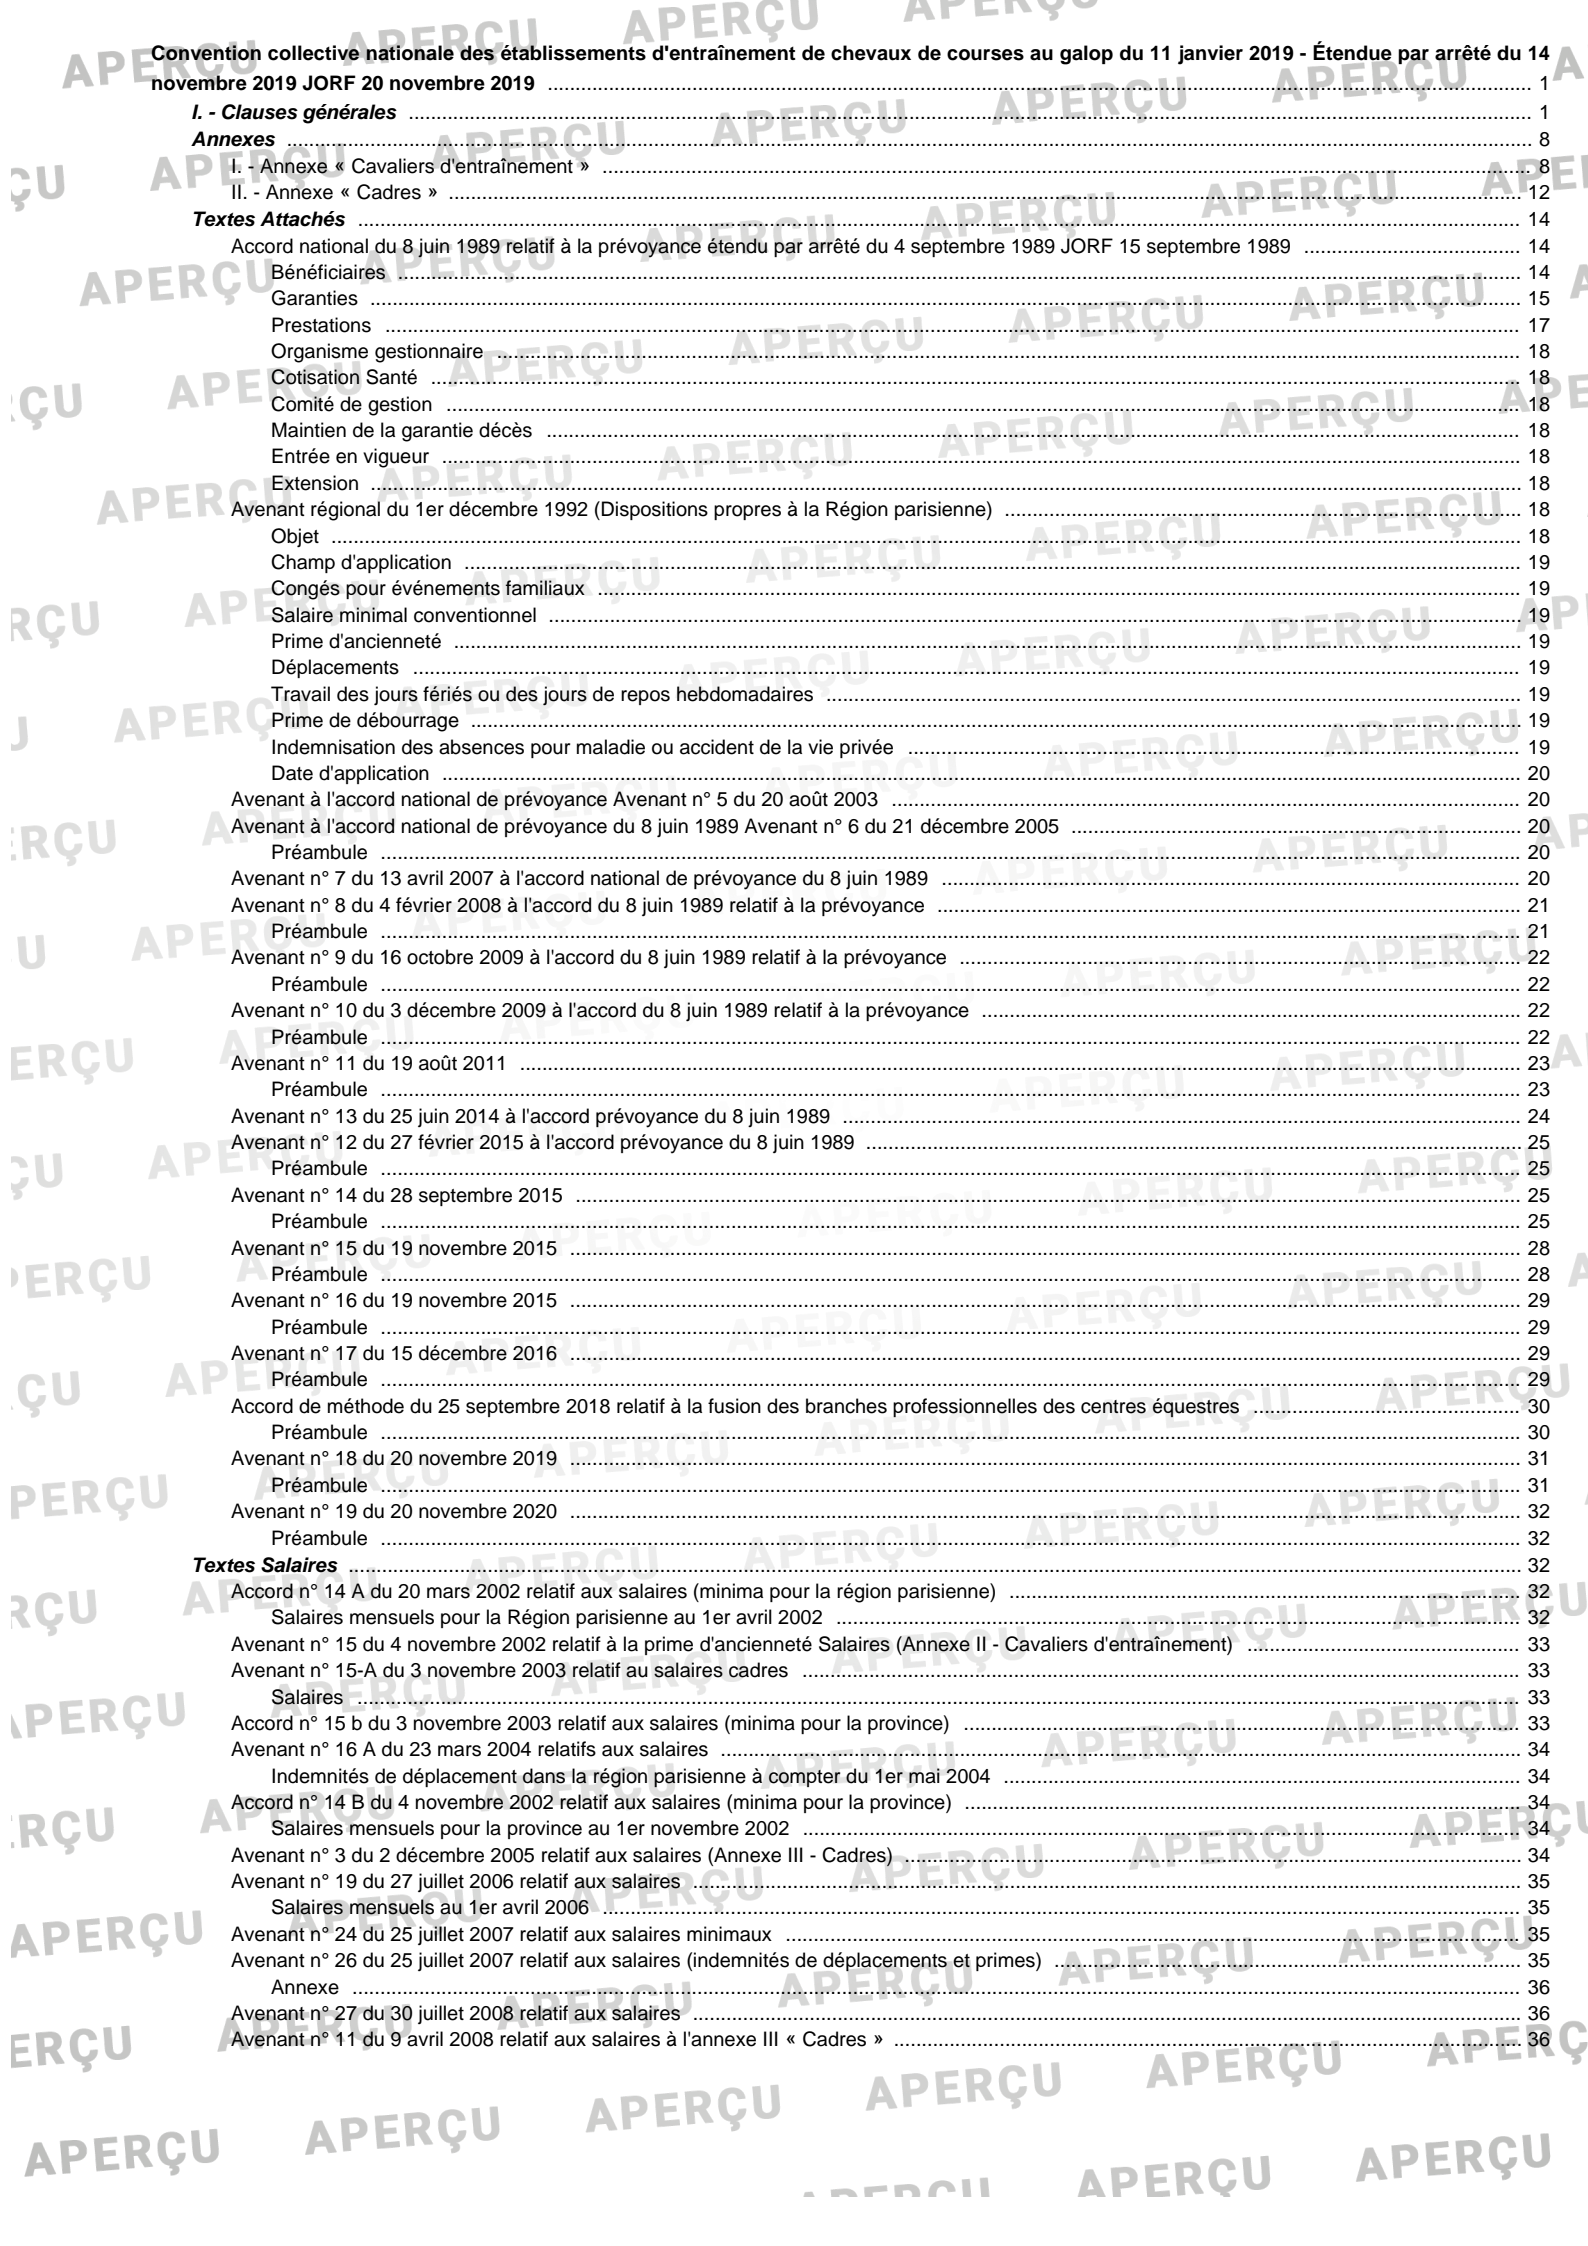 Convention collective nationale des établissements d'entraînement de chevaux de courses au galop du 11 janvier 2019 - Étendue par arrêté du 14
novembre 2019 JORF 20 novembre 2019 ... 1
I. - Clauses générales ... 1
Annexes ... 8
I. - Annexe « Cavaliers d'entraînement » ... 8
II. - Annexe « Cadres » ... 12
Textes Attachés ... 14
Accord national du 8 juin 1989 relatif à la prévoyance étendu par arrêté du 4 septembre 1989 JORF 15 septembre 1989 ... 14
Bénéficiaires ... 14
Garanties ... 15
Prestations ... 17
Organisme gestionnaire ... 18
Cotisation Santé ... 18
Comité de gestion ... 18
Maintien de la garantie décès ... 18
Entrée en vigueur ... 18
Extension ... 18
Avenant régional du 1er décembre 1992 (Dispositions propres à la Région parisienne) ... 18
Objet ... 18
Champ d'application ... 19
Congés pour événements familiaux ... 19
Salaire minimal conventionnel ... 19
Prime d'ancienneté ... 19
Déplacements ... 19
Travail des jours fériés ou des jours de repos hebdomadaires ... 19
Prime de débourrage ... 19
Indemnisation des absences pour maladie ou accident de la vie privée ... 19
Date d'application ... 20
Avenant à l'accord national de prévoyance Avenant n° 5 du 20 août 2003 ... 20
Avenant à l'accord national de prévoyance du 8 juin 1989 Avenant n° 6 du 21 décembre 2005 ... 20
Préambule ... 20
Avenant n° 7 du 13 avril 2007 à l'accord national de prévoyance du 8 juin 1989 ... 20
Avenant n° 8 du 4 février 2008 à l'accord du 8 juin 1989 relatif à la prévoyance ... 21
Préambule ... 21
Avenant n° 9 du 16 octobre 2009 à l'accord du 8 juin 1989 relatif à la prévoyance ... 22
Préambule ... 22
Avenant n° 10 du 3 décembre 2009 à l'accord du 8 juin 1989 relatif à la prévoyance ... 22
Préambule ... 22
Avenant n° 11 du 19 août 2011 ... 23
Préambule ... 23
Avenant n° 13 du 25 juin 2014 à l'accord prévoyance du 8 juin 1989 ... 24
Avenant n° 12 du 27 février 2015 à l'accord prévoyance du 8 juin 1989 ... 25
Préambule ... 25
Avenant n° 14 du 28 septembre 2015 ... 25
Préambule ... 25
Avenant n° 15 du 19 novembre 2015 ... 28
Préambule ... 28
Avenant n° 16 du 19 novembre 2015 ... 29
Préambule ... 29
Avenant n° 17 du 15 décembre 2016 ... 29
Préambule ... 29
Accord de méthode du 25 septembre 2018 relatif à la fusion des branches professionnelles des centres équestres ... 30
Préambule ... 30
Avenant n° 18 du 20 novembre 2019 ... 31
Préambule ... 31
Avenant n° 19 du 20 novembre 2020 ... 32
Préambule ... 32
Textes Salaires ... 32
Accord n° 14 A du 20 mars 2002 relatif aux salaires (minima pour la région parisienne) ... 32
Salaires mensuels pour la Région parisienne au 1er avril 2002 ... 32
Avenant n° 15 du 4 novembre 2002 relatif à la prime d'ancienneté Salaires (Annexe II - Cavaliers d'entraînement) ... 33
Avenant n° 15-A du 3 novembre 2003 relatif au salaires cadres ... 33
Salaires ... 33
Accord n° 15 b du 3 novembre 2003 relatif aux salaires (minima pour la province) ... 33
Avenant n° 16 A du 23 mars 2004 relatifs aux salaires ... 34
Indemnités de déplacement dans la région parisienne à compter du 1er mai 2004 ... 34
Accord n° 14 B du 4 novembre 2002 relatif aux salaires (minima pour la province) ... 34
Salaires mensuels pour la province au 1er novembre 2002 ... 34
Avenant n° 3 du 2 décembre 2005 relatif aux salaires (Annexe III - Cadres) ... 34
Avenant n° 19 du 27 juillet 2006 relatif aux salaires ... 35
Salaires mensuels au 1er avril 2006 ... 35
Avenant n° 24 du 25 juillet 2007 relatif aux salaires minimaux ... 35
Avenant n° 26 du 25 juillet 2007 relatif aux salaires (indemnités de déplacements et primes) ... 35
Annexe ... 36
Avenant n° 27 du 30 juillet 2008 relatif aux salaires ... 36
Avenant n° 11 du 9 avril 2008 relatif aux salaires à l'annexe III « Cadres » ... 36
APERÇU